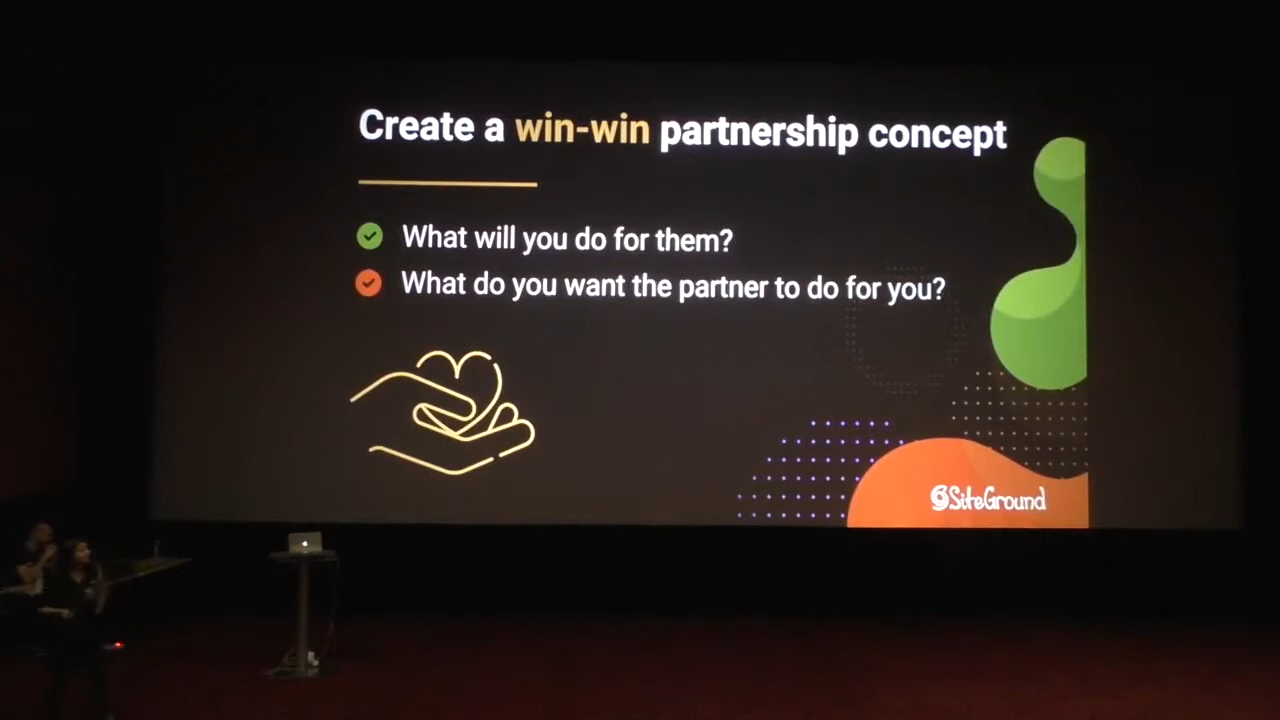 Create a win-win partnership concept
What will you do for them?
What do you want the partner to do for you?
SiteGround